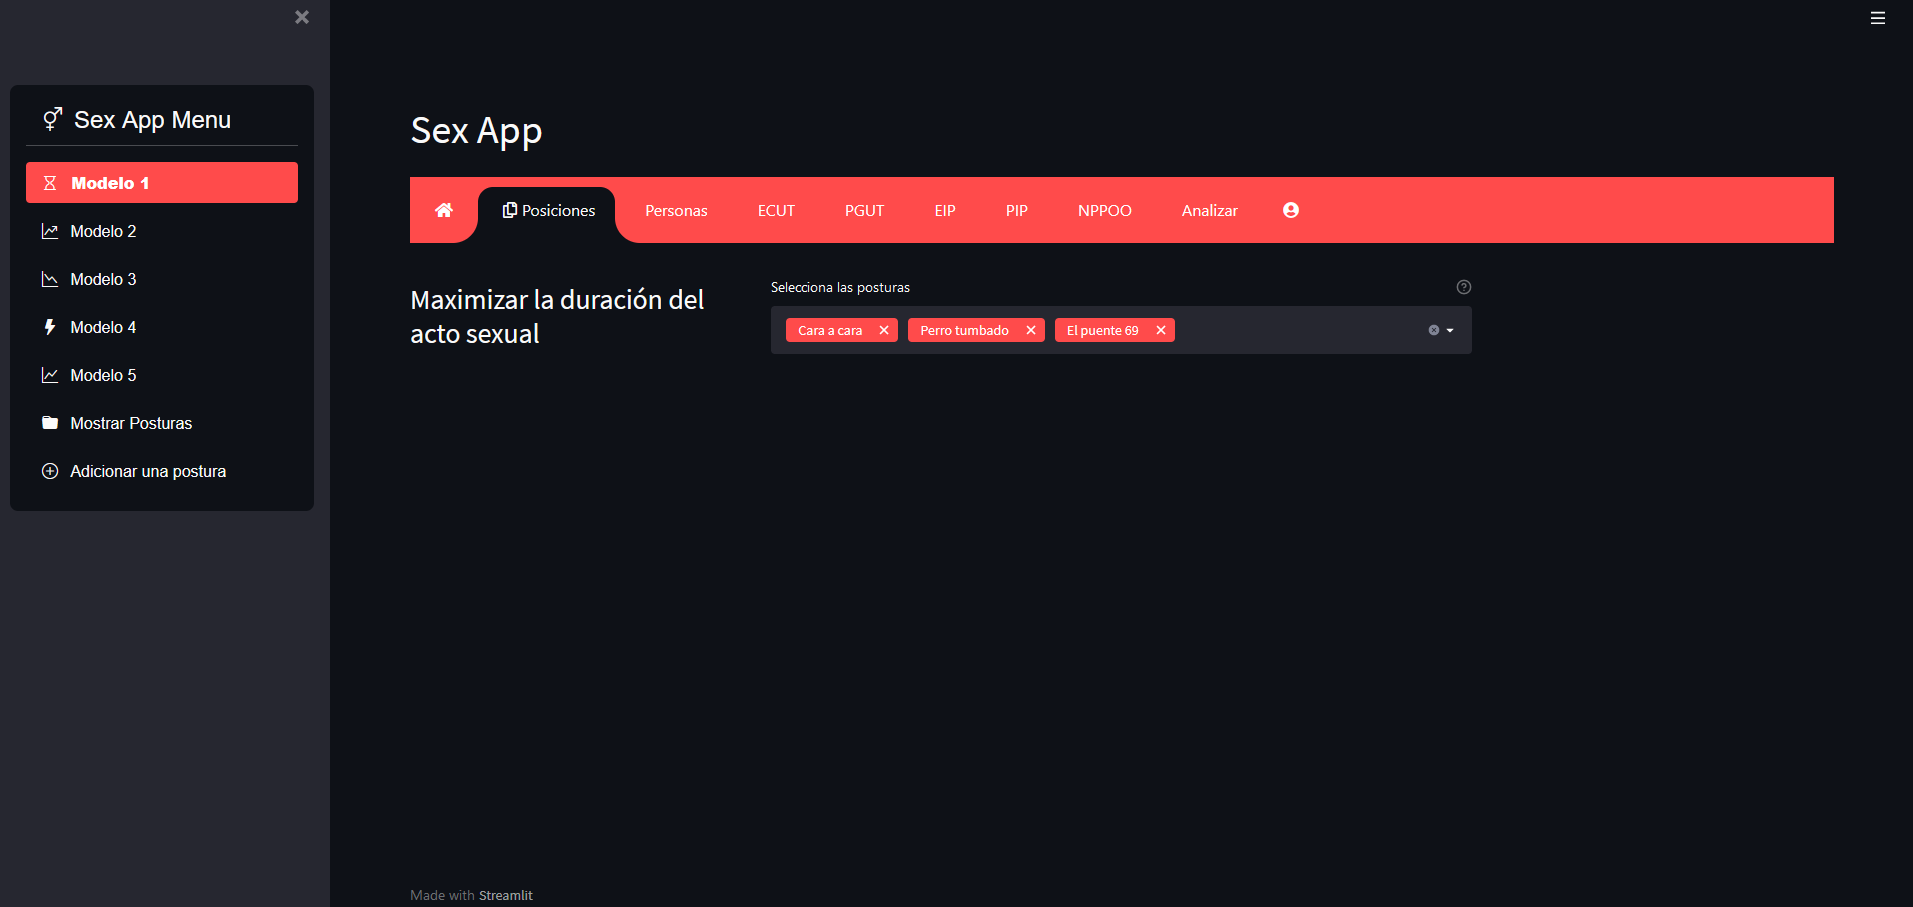 Sex App Menu
Modelo 1
Modelo 2
Modelo 3
Modelo 4
Modelo 5
Mostrar Posturas
Adicionar una postura
Sex App
Posiciones Personas ECUT PGUT EIP PIP NPPOO Analizar
Maximizar la duración del
acto sexual
Selecciona las posturas
Cara a cara Perro tumbado El puente 69
Made with Streamlit